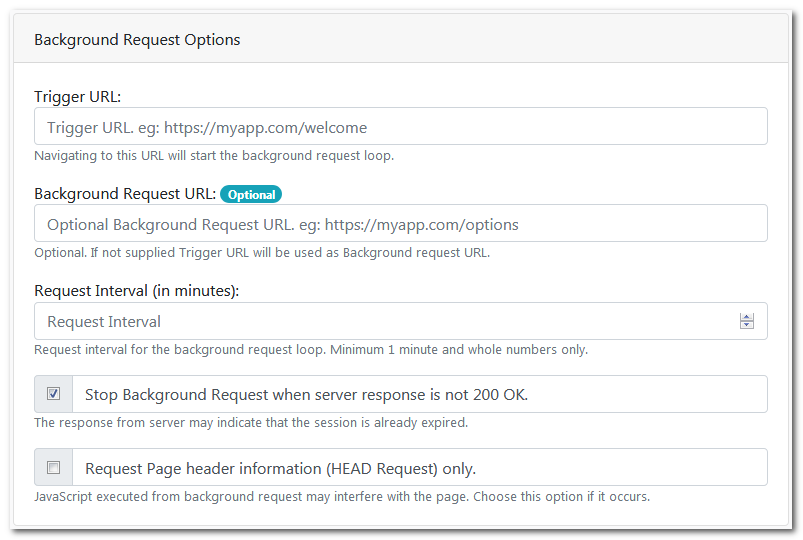 Background Request Options
Trigger URL:
Trigger URL. eg: https://myapp.com/welcome
Navigating to this URL will start the background request loop.
Background Request URL: Optional
Optional Background Request URL. eg: https://myapp.com/options
Optional. If not supplied Trigger URL will be used as Background request URL.
Request Interval (in minutes):
Request Interval
Request interval for the background request loop. Minimum 1 minute and whole numbers only.
Stop Background Request when server response is not 200 OK.
The response from server may indicate that the session is already expired.
Request Page header information (HEAD Request) only.
JavaScript executed from background request may interfere with the page. Choose this option if it occurs.